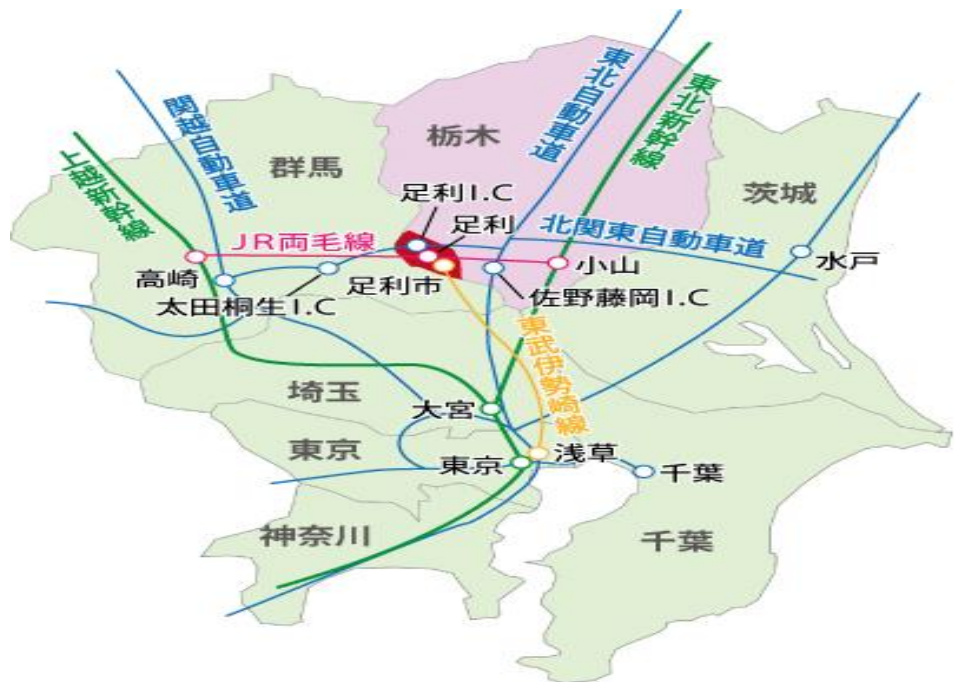 東北自動車道
東北新幹線
関越自動車道
上越新幹線
栃木
群馬
茨城
足利I.C
足利
JR両毛線
北関東自動車道
高崎
足利市
小山
水戸
太田桐生I.C
佐野藤岡I.C
東武伊勢崎線
埼玉
大宮
東京
東京
浅草
千葉
神奈川
千葉